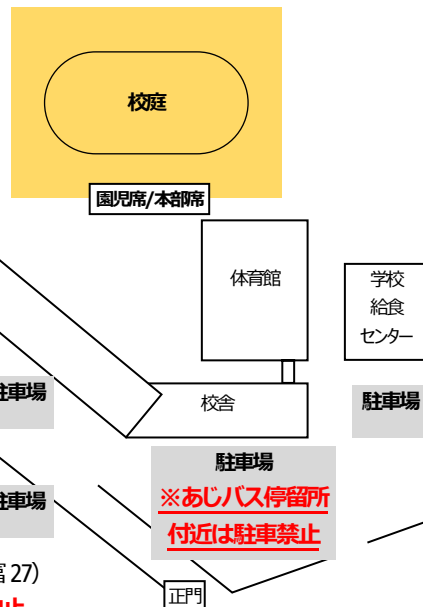 校庭
園児席/本部席
体育館
学校
給食
センター
駐車場
校舎
駐車場
駐車場
※あじバス停留所
付近は駐車禁止
駐車場
27)
正門